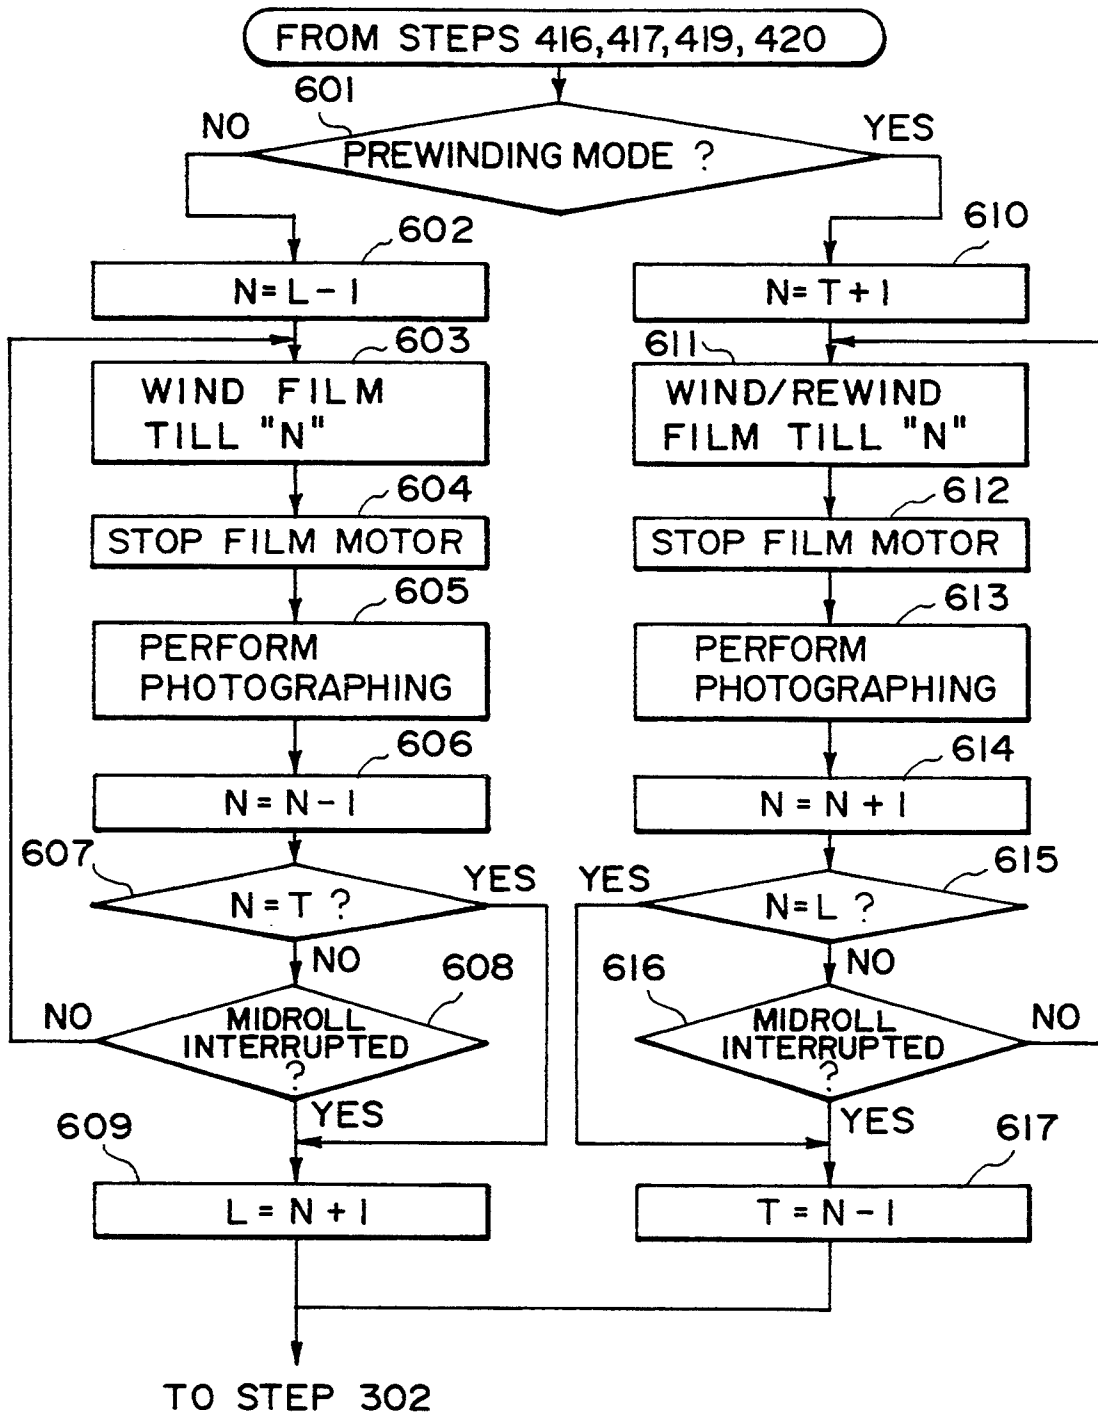 FROM STEPS 416,417,419,420
601
NO
YES
PREWINDING MODE ?
602
610
N=L-1
N=T+1
603
611
WIND FILM
TILL "N"
WIND/REWIND
FILM TILL "N"
604
612
STOP FILM MOTOR
STOP FILM MOTOR
605
613
PERFORM
PHOTOGRAPHING
PERFORM
PHOTOGRAPHING
606
614
N=N-1
N=N+1
607
YES
YES
615
N=T ?
N=L ?
NO
608
616
NO
NO
MIDROLL
INTERRUPTED
?
MIDROLL
INTERRUPTED
?
NO
YES
YES
609
617
L=N+1
T=N-1
TO STEP 302